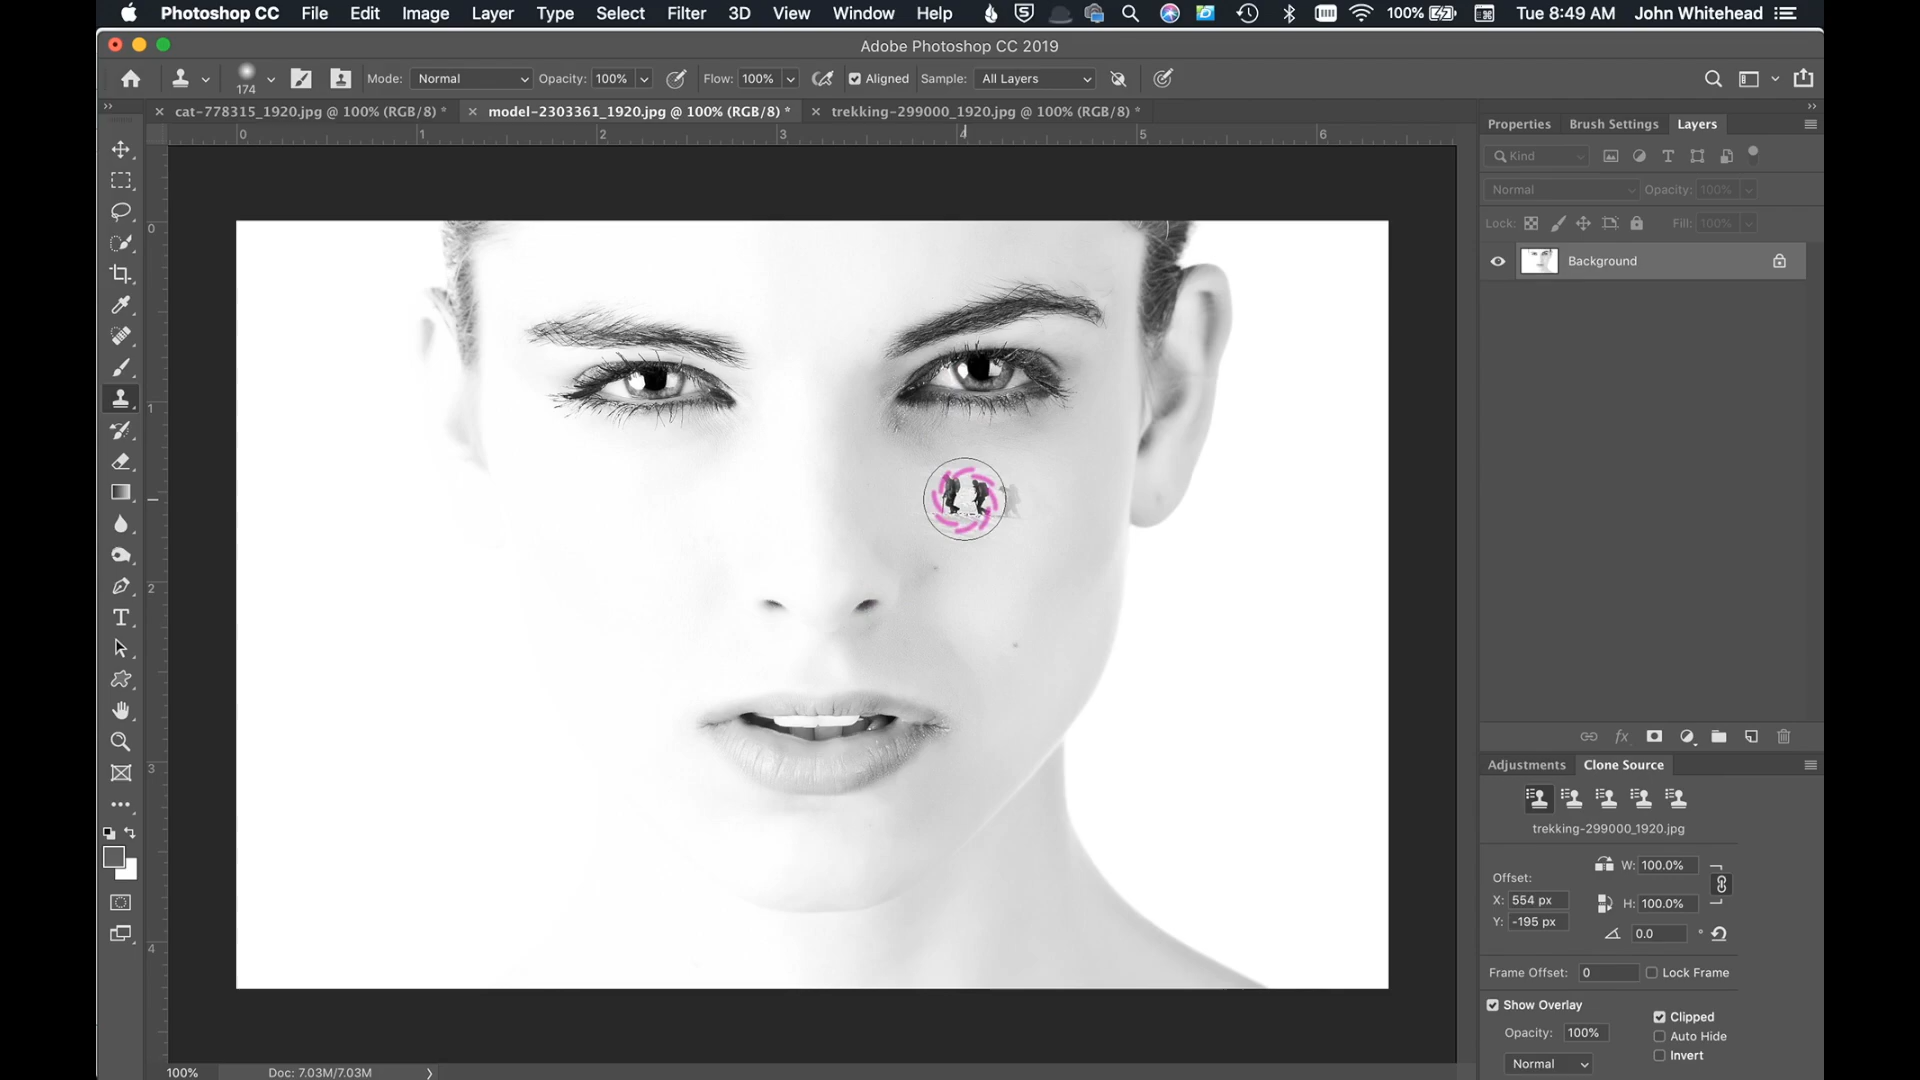 Photoshop CC File Edit Image Layer Type Select Filter 3D View Window Help 100% Tue 8:49 AM John Whitehead
Adobe Photoshop CC 2019
174 Mode: Normal Opacity: 100% Flow: 100% Aligned Sample: All Layers
cat-778315_1920.jpg @ 100% (RGB/8) * model-2303361_1920.jpg @ 100% (RGB/8) * trekking-299000_1920.jpg @ 100% (RGB/8) *
0 1 2 3 4 5 6
Properties Brush Settings Layers
Kind
Normal Opacity: 100%
Lock: Fill: 100%
Background
0
1
2
3
4
fx
Adjustments Clone Source
trekking-299000_1920.jpg
Offset: W: 100.0%
X: 554 px H: 100.0%
Y: -195 px
0.0 °
Frame Offset: 0 Lock Frame
Show Overlay Clipped
Opacity: 100% Auto Hide
Normal Invert
100% Doc: 7.03M/7.03M